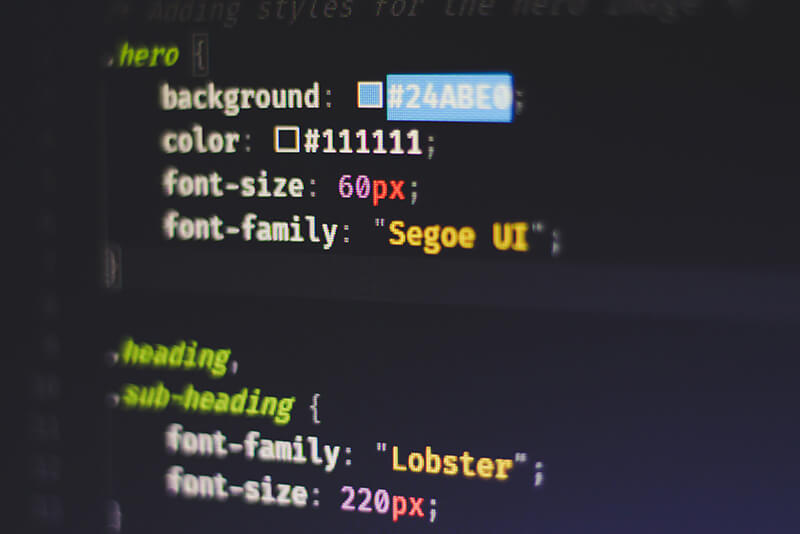 /* Adding styles for the hero image */
.hero {
background: #24ABE0;
color: #111111;
font-size: 60px;
font-family: "Segoe UI";
}
.heading,
.sub-heading {
font-family: "Lobster";
font-size: 220px;
}